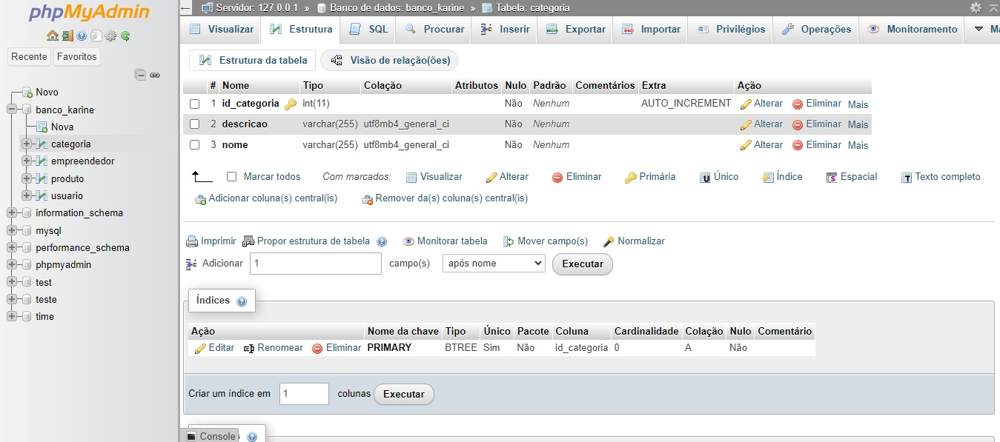 phpMyAdmin
Recente Favoritos
Novo
banco_karine
Nova
categoria
empreendedor
produto
usuario
information_schema
mysql
performance_schema
phpmyadmin
test
teste
time
Servidor: 127.0.0.1 » Banco de dados: banco_karine » Tabela: categoria
Visualizar Estrutura SQL Procurar Inserir Exportar Importar Privilégios Operações Monitoramento
Estrutura da tabela Visão de relação(ões)
# Nome Tipo Colação Atributos Nulo Padrão Comentários Extra Ação
1 id_categoria int(11) Não Nenhum AUTO_INCREMENT Alterar Eliminar Mais
2 descricao varchar(255) utf8mb4_general_ci Não Nenhum Alterar Eliminar Mais
3 nome varchar(255) utf8mb4_general_ci Não Nenhum Alterar Eliminar Mais
Marcar todos Com marcados: Visualizar Alterar Eliminar Primária Único Índice Espacial Texto completo
Adicionar coluna(s) central(is) Remover da(s) coluna(s) central(is)
Imprimir Propor estrutura de tabela Monitorar tabela Mover campo(s) Normalizar
Adicionar 1 campo(s) após nome Executar
Índices
Ação Nome da chave Tipo Único Pacote Coluna Cardinalidade Colação Nulo Comentário
Editar Renomear Eliminar PRIMARY BTREE Sim Não id_categoria 0 A Não
Criar um índice em 1 colunas Executar
Console